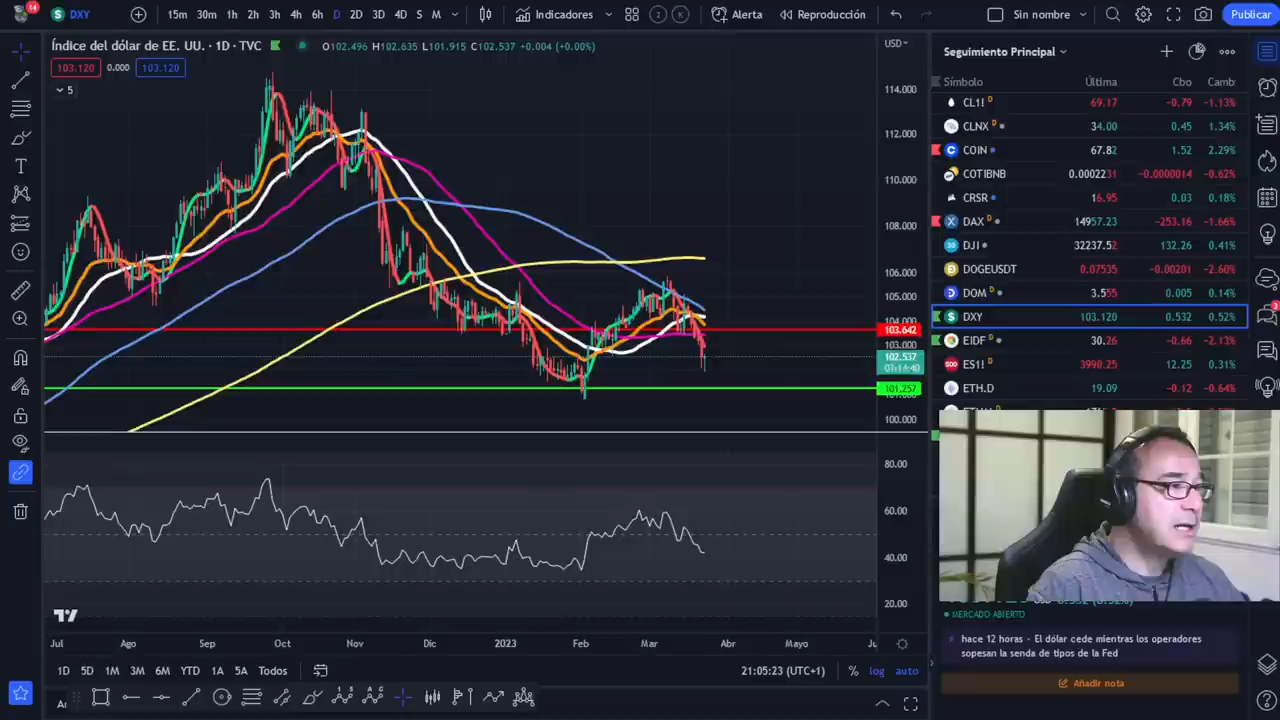 14
DXY
15m 30m 1h 2h 3h 4h 6h D 2D 3D 4D S M
Indicadores
Alerta
Reproducción
Sin nombre
Publicar
Índice del dólar de EE. UU. · 1D · TVC
O102.496 H102.635 L101.915 C102.537 +0.004 (+0.00%)
103.120 0.000 103.120
5
USD
114.000
112.000
110.000
108.000
106.000
105.000
104.000
103.642
103.000
102.537
101.257
100.000
80.00
60.00
40.00
20.00
Jul Ago Sep Oct Nov Dic 2023 Feb Mar Abr Mayo
1D 5D 1M 3M 6M YTD 1A 5A Todos
21:05:23 (UTC+1)
% log auto
Seguimiento Principal
Símbolo Última Cbo Camb
CL1! D 69.17 −0.79 −1.13%
CLNX D 34.00 0.45 1.34%
COIN 67.82 1.52 2.29%
COTIBNB 0.0002231 −0.0000014 −0.62%
CRSR 16.95 0.03 0.18%
DAX D 14957.23 −253.16 −1.66%
DJI 32237.52 132.26 0.41%
DOGEUSDT 0.07535 −0.00201 −2.60%
DOM D 3.555 0.005 0.14%
DXY 103.120 0.532 0.52%
EIDF D 30.26 −0.66 −2.13%
ES1! D 3990.25 12.25 0.31%
ETH.D 19.09 −0.12 −0.64%
MERCADO ABIERTO
hace 12 horas - El dólar cede mientras los operadores
sopesan la senda de tipos de la Fed
Añadir nota